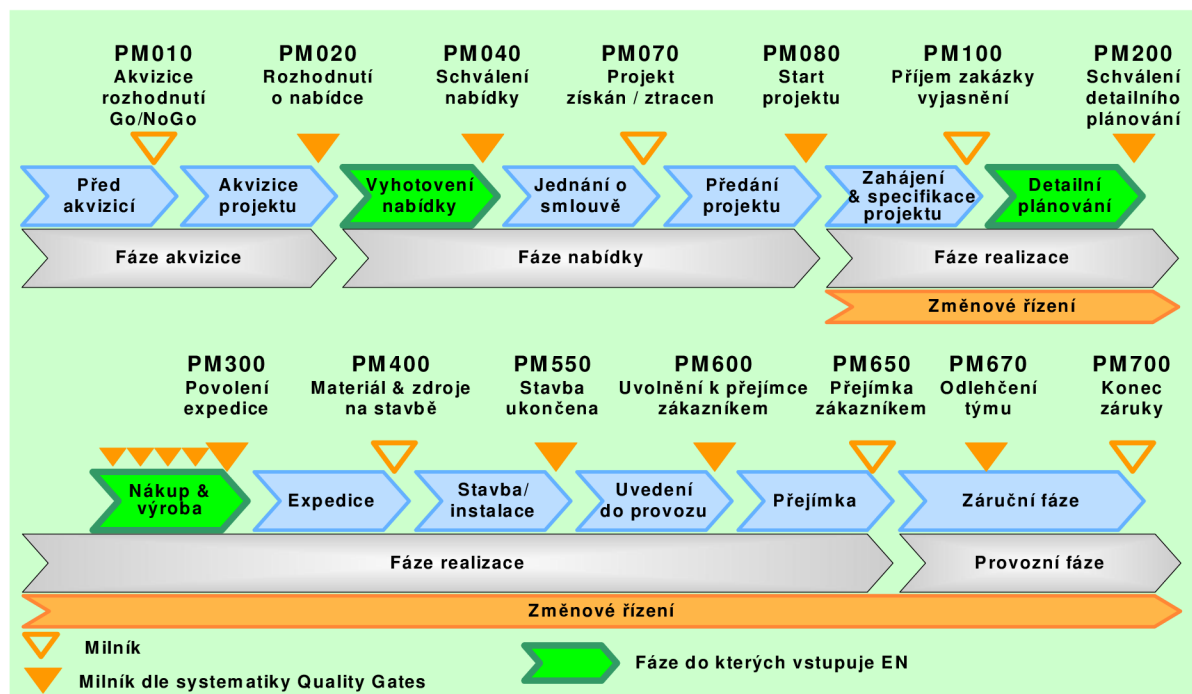 PM010
Akvizice
rozhodnutí
Go/NoGo
PM020
Rozhodnutí
o nabídce
PM040
Schválení
nabídky
PM070
Projekt
získán / ztracen
PM080
Start
projektu
PM100
Příjem zakázky
vyjasnění
PM200
Schválení
detailního
plánování
Před
akvizicí
Akvizice
projektu
Vyhotovení
nabídky
Jednání o
smlouvě
Předání
projektu
Zahájení
& specifikace
projektu
Detailní
plánování
Fáze akvizice
Fáze nabídky
Fáze realizace
Změnové řízení
PM300
Povolení
expedice
PM400
Materiál & zdroje
na stavbě
PM550
Stavba
ukončena
PM600
Uvolnění k přejímce
zákazníkem
PM650
Přejímka
zákazníkem
PM670
Odlehčení
týmu
PM700
Konec
záruky
Nákup &
výroba
Expedice
Stavba/
instalace
Uvedení
do provozu
Přejímka
Záruční fáze
Fáze realizace
Provozní fáze
Změnové řízení
Milník
Milník dle systematiky Quality Gates
Fáze do kterých vstupuje EN